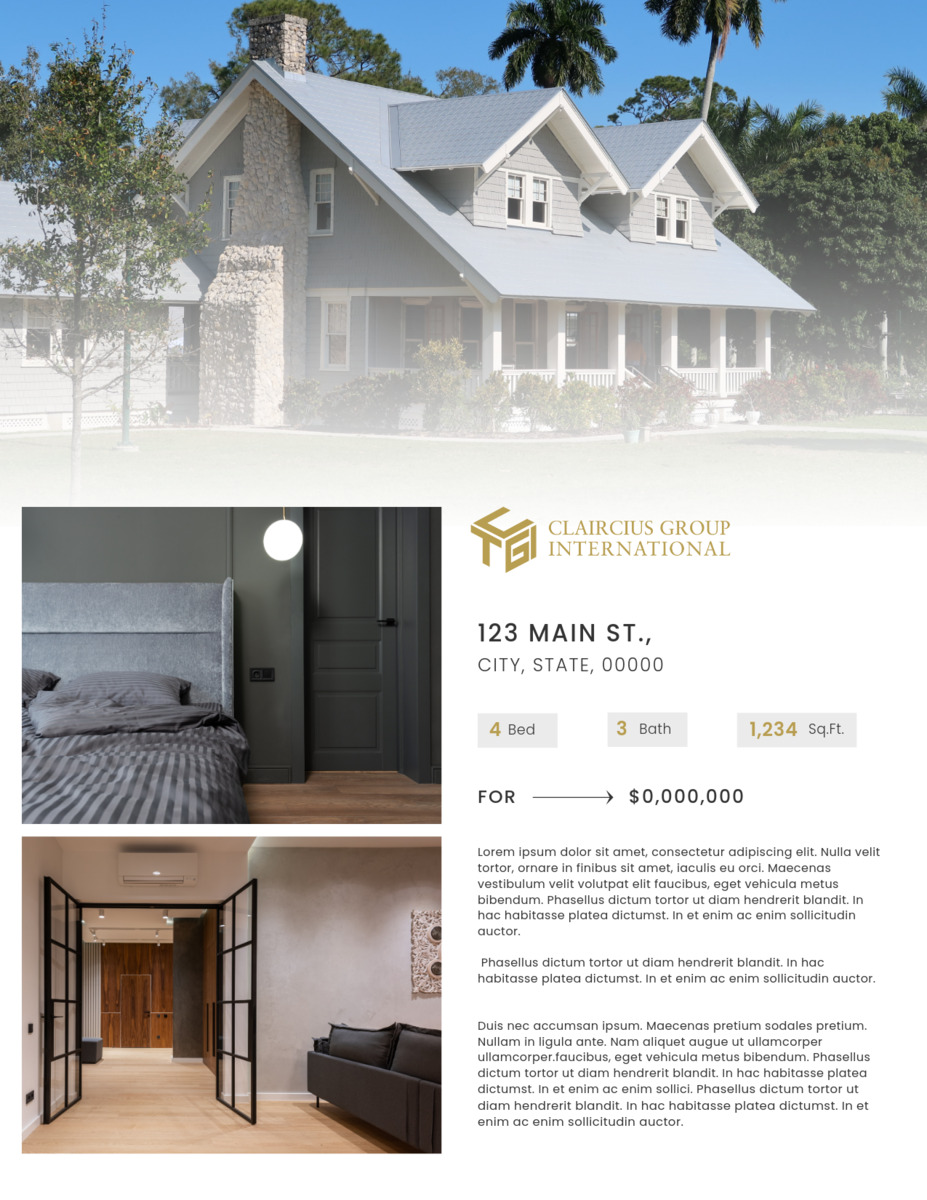 CLAIRCIUS GROUP
INTERNATIONAL
123 MAIN ST.,
CITY, STATE, 00000
4 Bed
3 Bath
1,234 Sq.Ft.
FOR $0,000,000
Lorem ipsum dolor sit amet, consectetur adipiscing elit. Nulla velit
tortor, ornare in finibus sit amet, iaculis eu orci. Maecenas
vestibulum velit volutpat elit faucibus, eget vehicula metus
bibendum. Phasellus dictum tortor ut diam hendrerit blandit. In
hac habitasse platea dictumst. In et enim ac enim sollicitudin
auctor.
Phasellus dictum tortor ut diam hendrerit blandit. In hac
habitasse platea dictumst. In et enim ac enim sollicitudin auctor.
Duis nec accumsan ipsum. Maecenas pretium sodales pretium.
Nullam in ligula ante. Nam aliquet augue ut ullamcorper
ullamcorper.faucibus, eget vehicula metus bibendum. Phasellus
dictum tortor ut diam hendrerit blandit. In hac habitasse platea
dictumst. In et enim ac enim sollici. Phasellus dictum tortor ut
diam hendrerit blandit. In hac habitasse platea dictumst. In et
enim ac enim sollicitudin auctor.